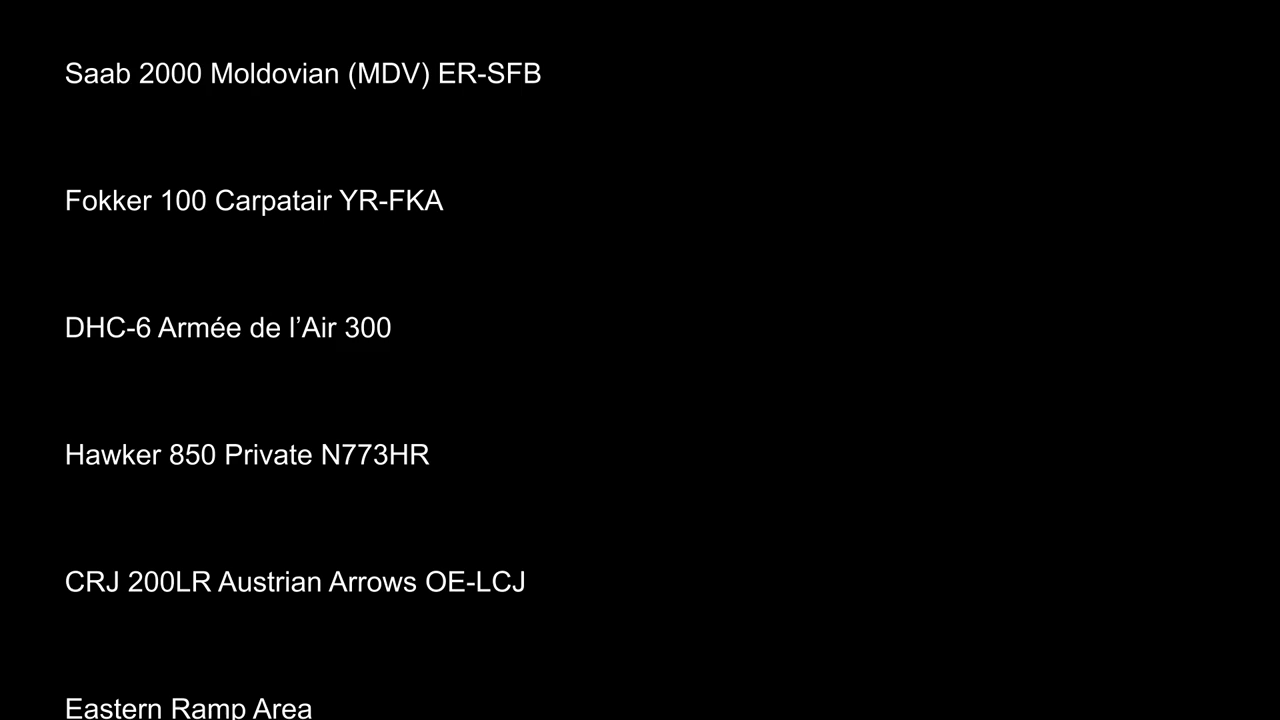 Saab 2000 Moldovian (MDV) ER-SFB
Fokker 100 Carpatair YR-FKA
DHC-6 Armée de l’Air 300
Hawker 850 Private N773HR
CRJ 200LR Austrian Arrows OE-LCJ
Eastern Ramp Area